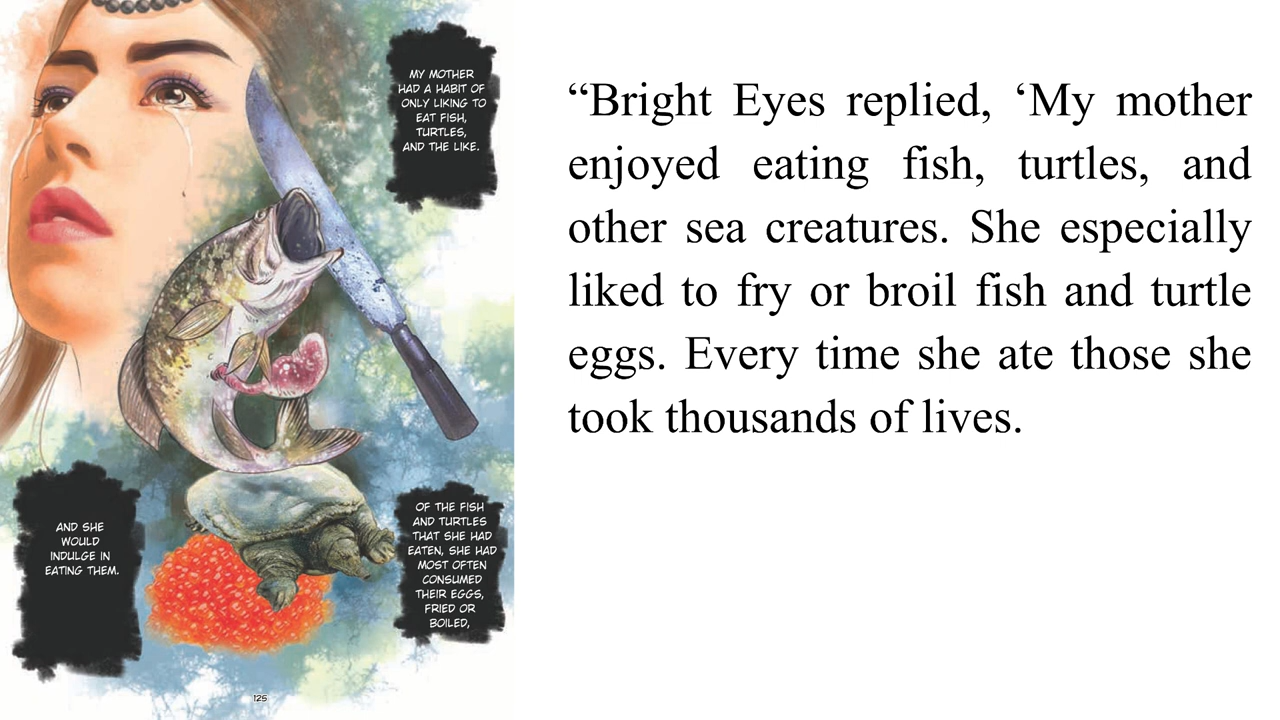 MY MOTHER
HAD A HABIT OF
ONLY LIKING TO
EAT FISH,
TURTLES,
AND THE LIKE.
AND SHE
WOULD
INDULGE IN
EATING THEM.
OF THE FISH
AND TURTLES
THAT SHE HAD
EATEN, SHE HAD
MOST OFTEN
CONSUMED
THEIR EGGS,
FRIED OR
BOILED,
125
“Bright Eyes replied, ‘My mother
enjoyed eating fish, turtles, and
other sea creatures. She especially
liked to fry or broil fish and turtle
eggs. Every time she ate those she
took thousands of lives.